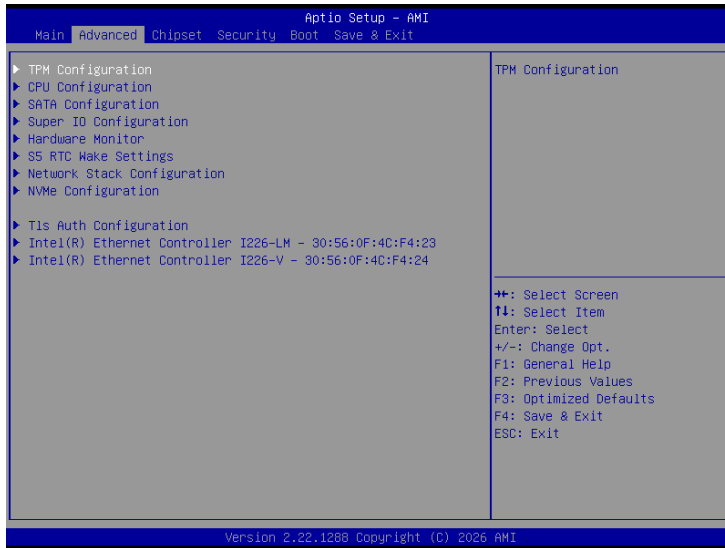 Aptio Setup - AMI
Main Advanced Chipset Security Boot Save & Exit
TPM Configuration
CPU Configuration
SATA Configuration
Super IO Configuration
Hardware Monitor
S5 RTC Wake Settings
Network Stack Configuration
NVMe Configuration
Tls Auth Configuration
Intel(R) Ethernet Controller I226-LM - 30:56:0F:4C:F4:23
Intel(R) Ethernet Controller I226-V - 30:56:0F:4C:F4:24
TPM Configuration
→←: Select Screen
↑↓: Select Item
Enter: Select
+/-: Change Opt.
F1: General Help
F2: Previous Values
F3: Optimized Defaults
F4: Save & Exit
ESC: Exit
Version 2.22.1288 Copyright (C) 2026 AMI